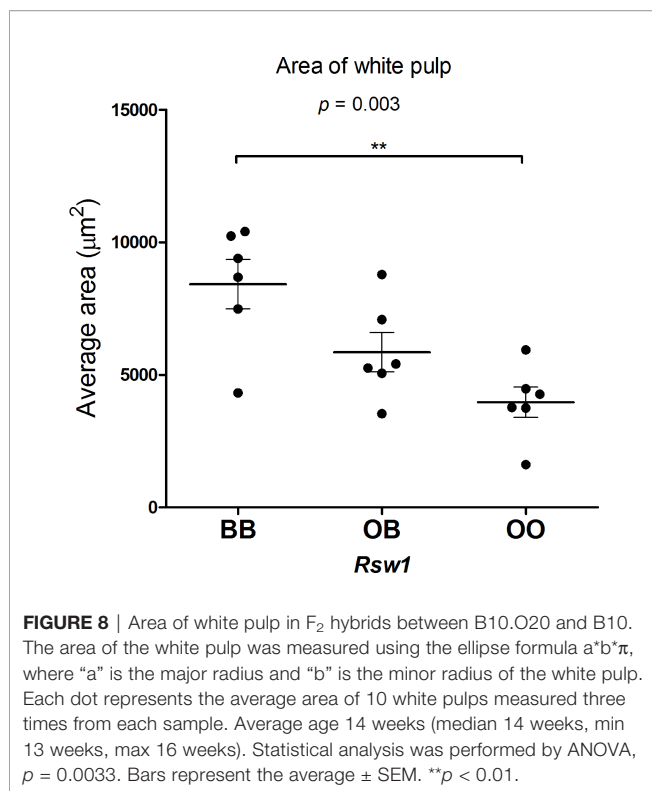 Area of white pulp
p = 0.003
**
15000
10000
5000
0
Average area (μm²)
BB OB OO
Rsw1
FIGURE 8 | Area of white pulp in F₂ hybrids between B10.O20 and B10.
The area of the white pulp was measured using the ellipse formula a*b*π,
where “a” is the major radius and “b” is the minor radius of the white pulp.
Each dot represents the average area of 10 white pulps measured three
times from each sample. Average age 14 weeks (median 14 weeks, min
13 weeks, max 16 weeks). Statistical analysis was performed by ANOVA,
p = 0.0033. Bars represent the average ± SEM. **p < 0.01.